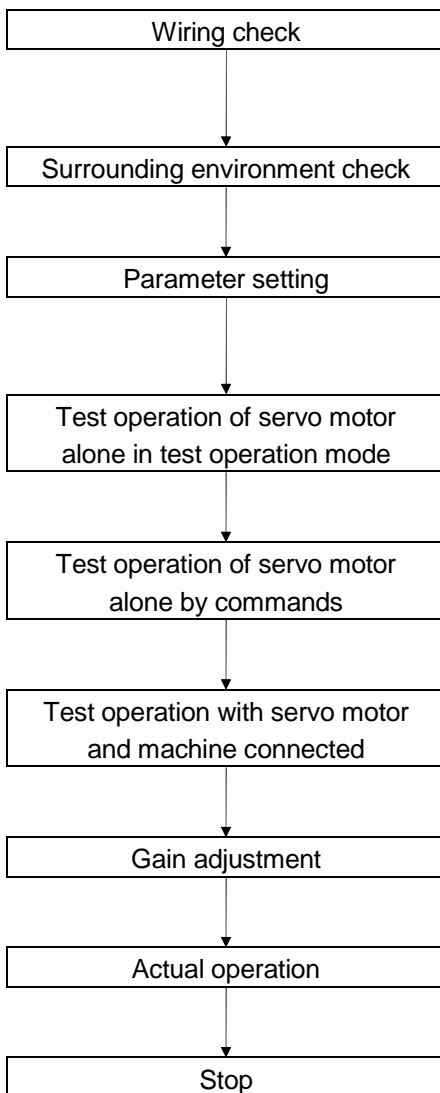 Wiring check
Surrounding environment check
Parameter setting
Test operation of servo motor
alone in test operation mode
Test operation of servo motor
alone by commands
Test operation with servo motor
and machine connected
Gain adjustment
Actual operation
Stop